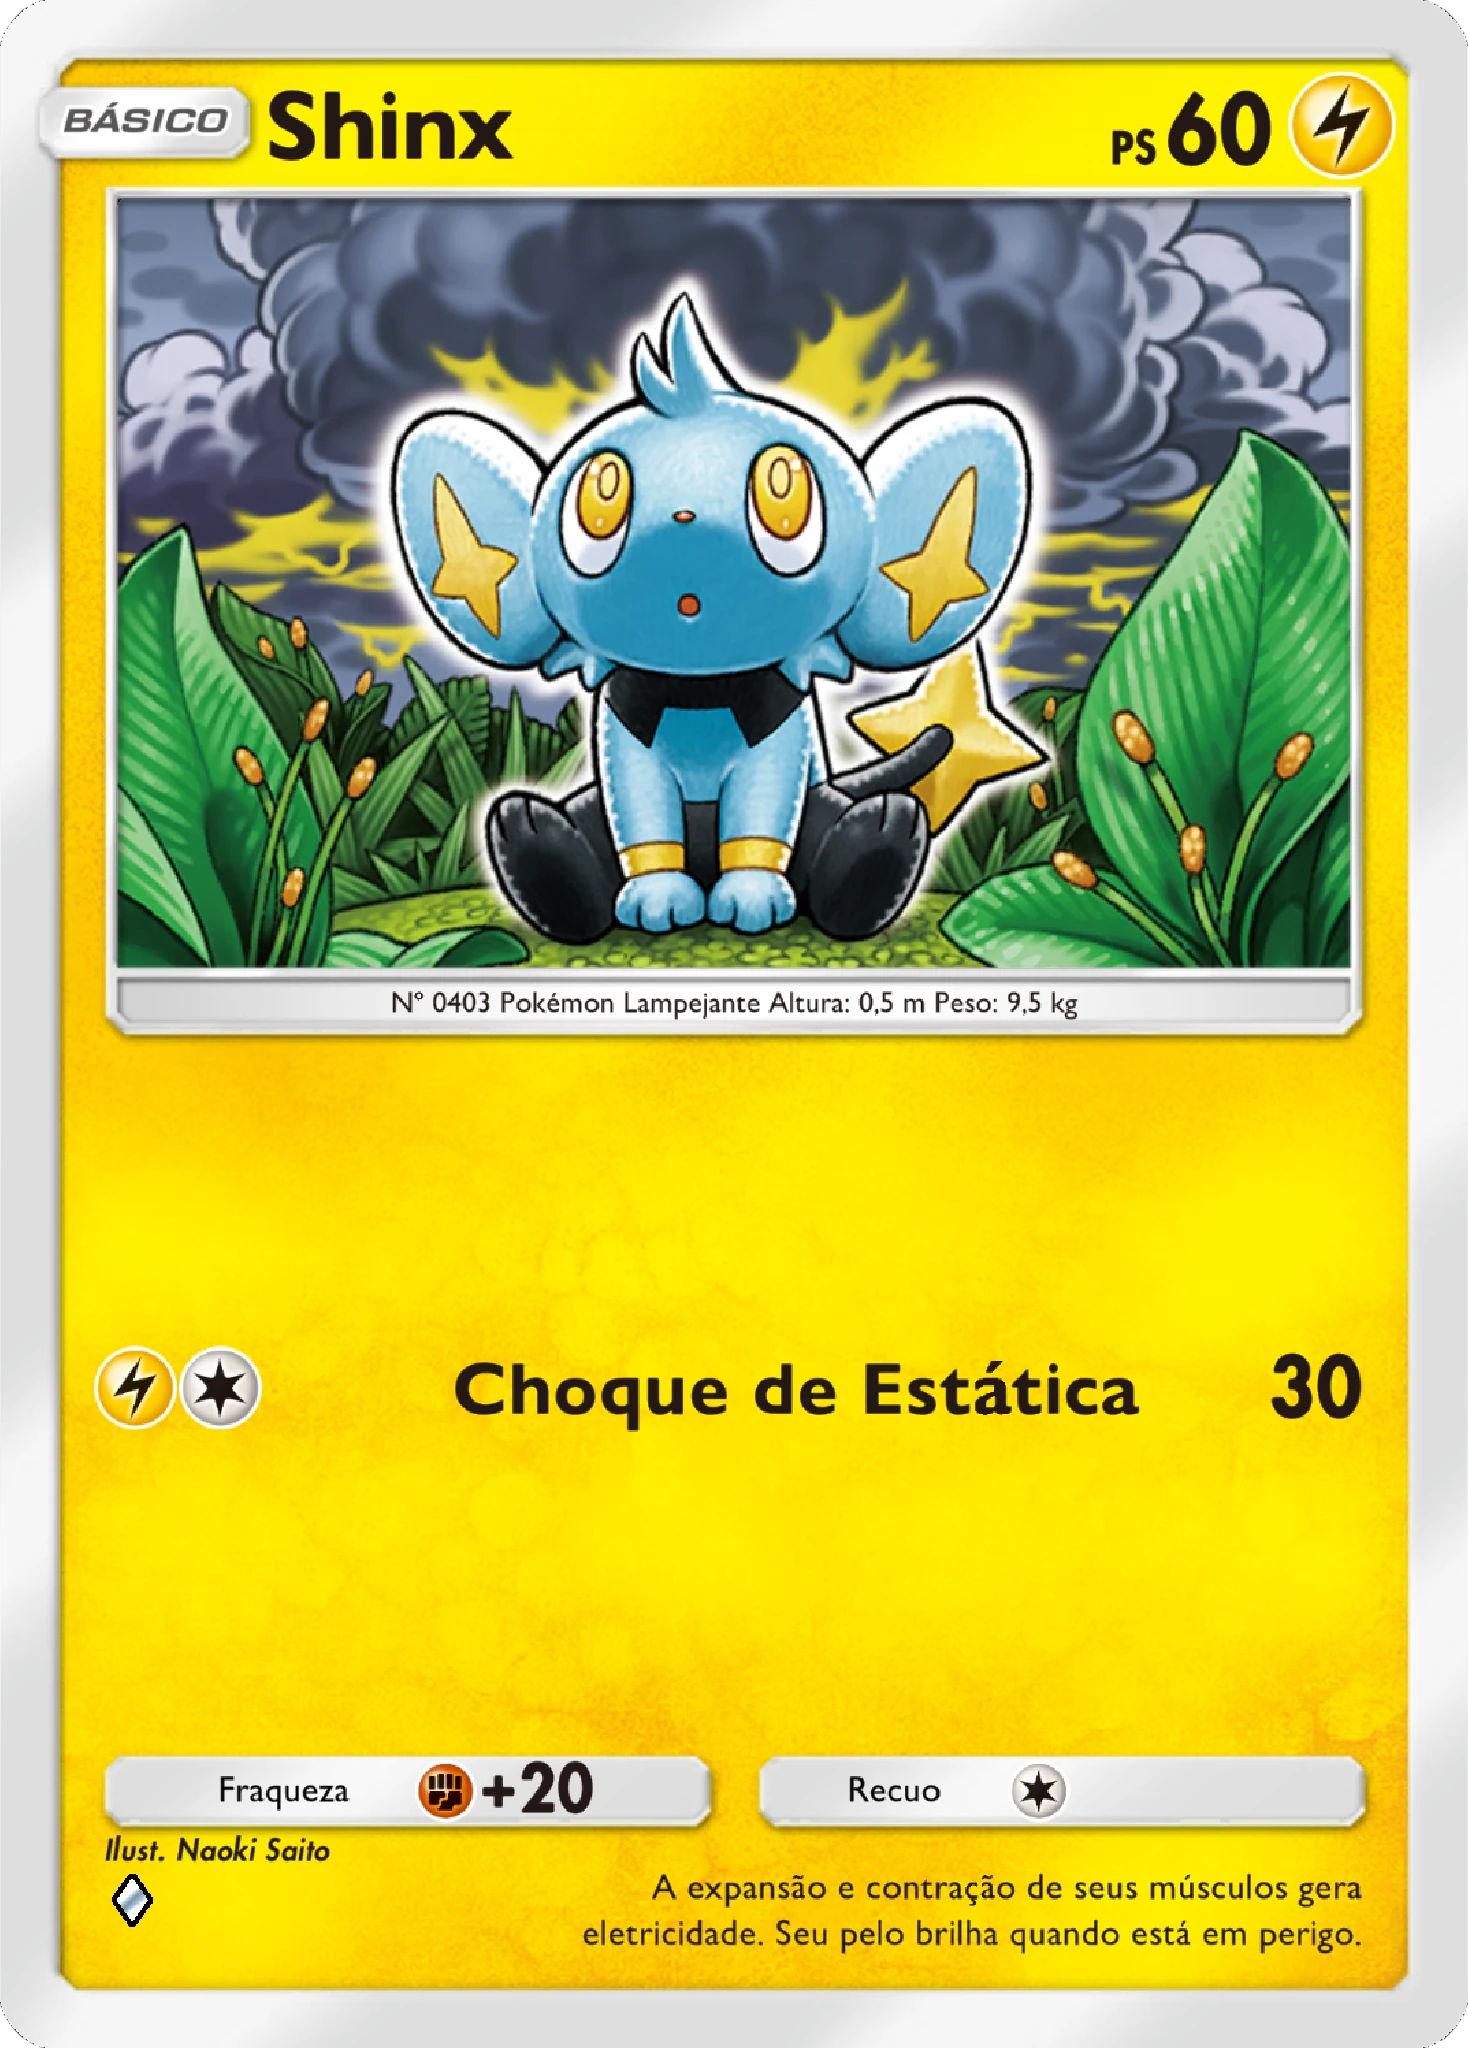 BÁSICO Shinx PS 60
Nº 0403 Pokémon Lampejante Altura: 0,5 m Peso: 9,5 kg
Choque de Estática 30
Fraqueza +20 Recuo
Ilust. Naoki Saito
A expansão e contração de seus músculos gera
eletricidade. Seu pelo brilha quando está em perigo.